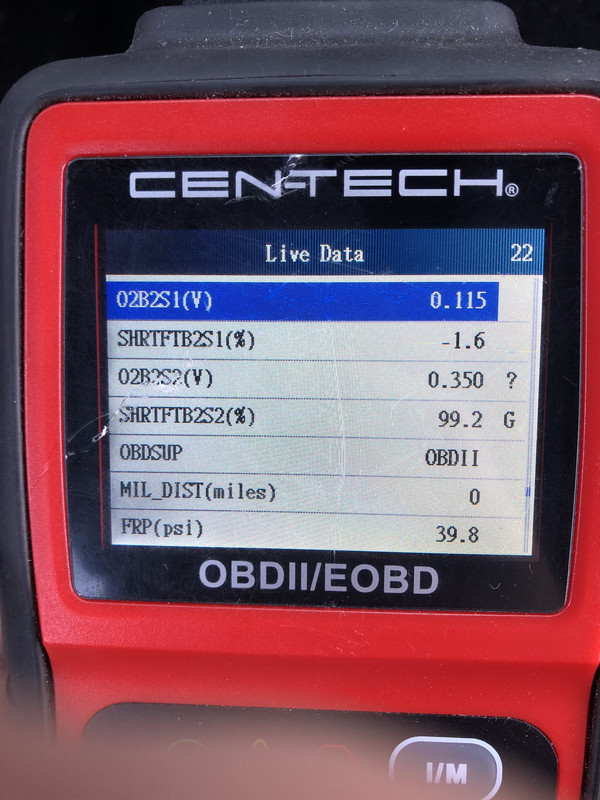 CEN-TECH®
Live Data 22
O2B2S1(V) 0.115
SHRTFTB2S1(%) -1.6
O2B2S2(V) 0.350 ?
SHRTFTB2S2(%) 99.2 G
OBDSUP OBDII
MIL_DIST(miles) 0
FRP(psi) 39.8
OBDII/EOBD
I/M